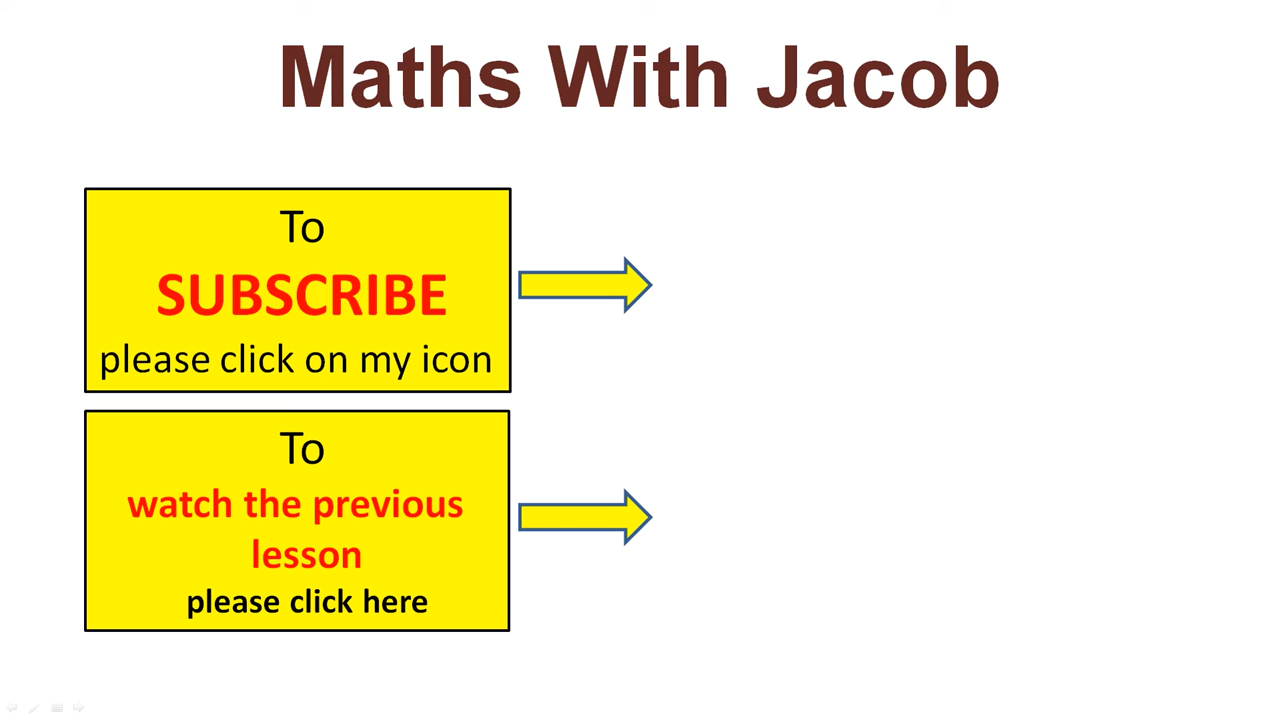 Maths With Jacob
To
SUBSCRIBE
please click on my icon
To
watch the previous
lesson
please click here